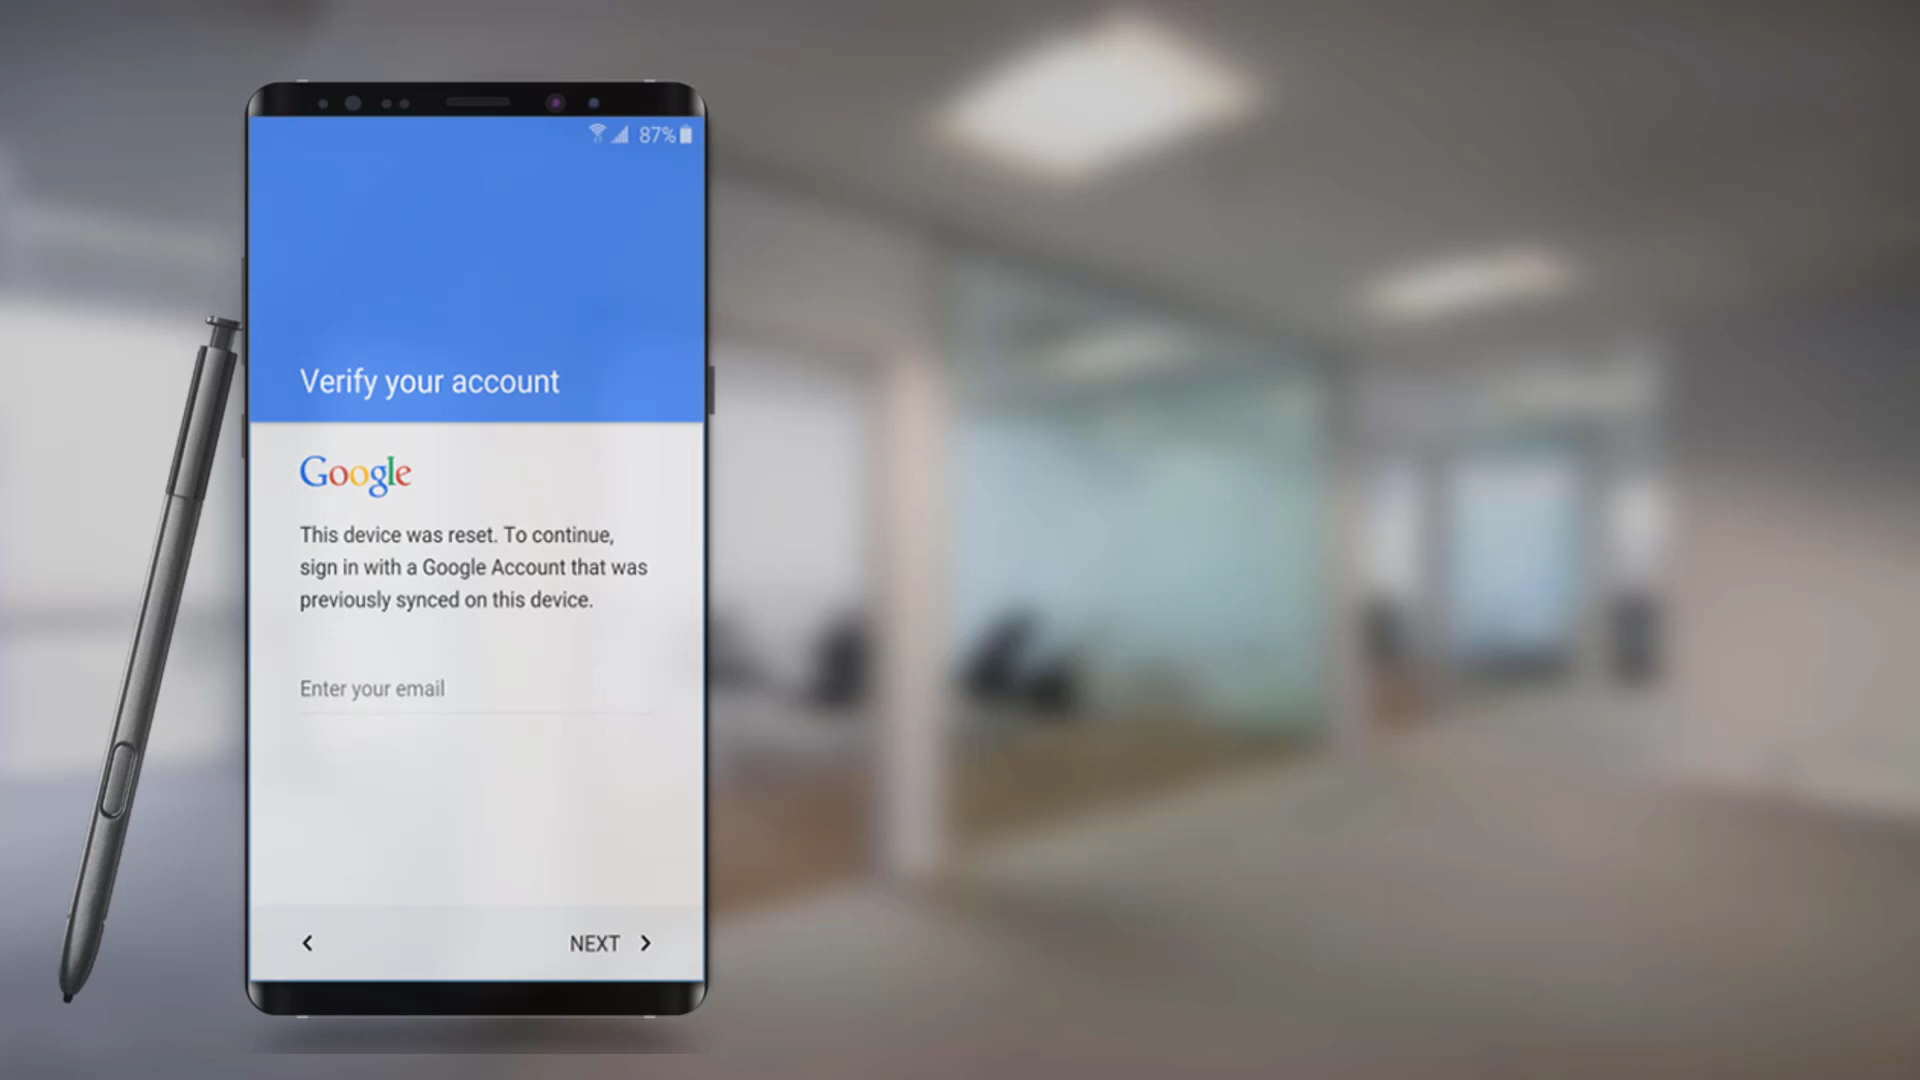 87%
Verify your account
Google
This device was reset. To continue,
sign in with a Google Account that was
previously synced on this device.
Enter your email
NEXT